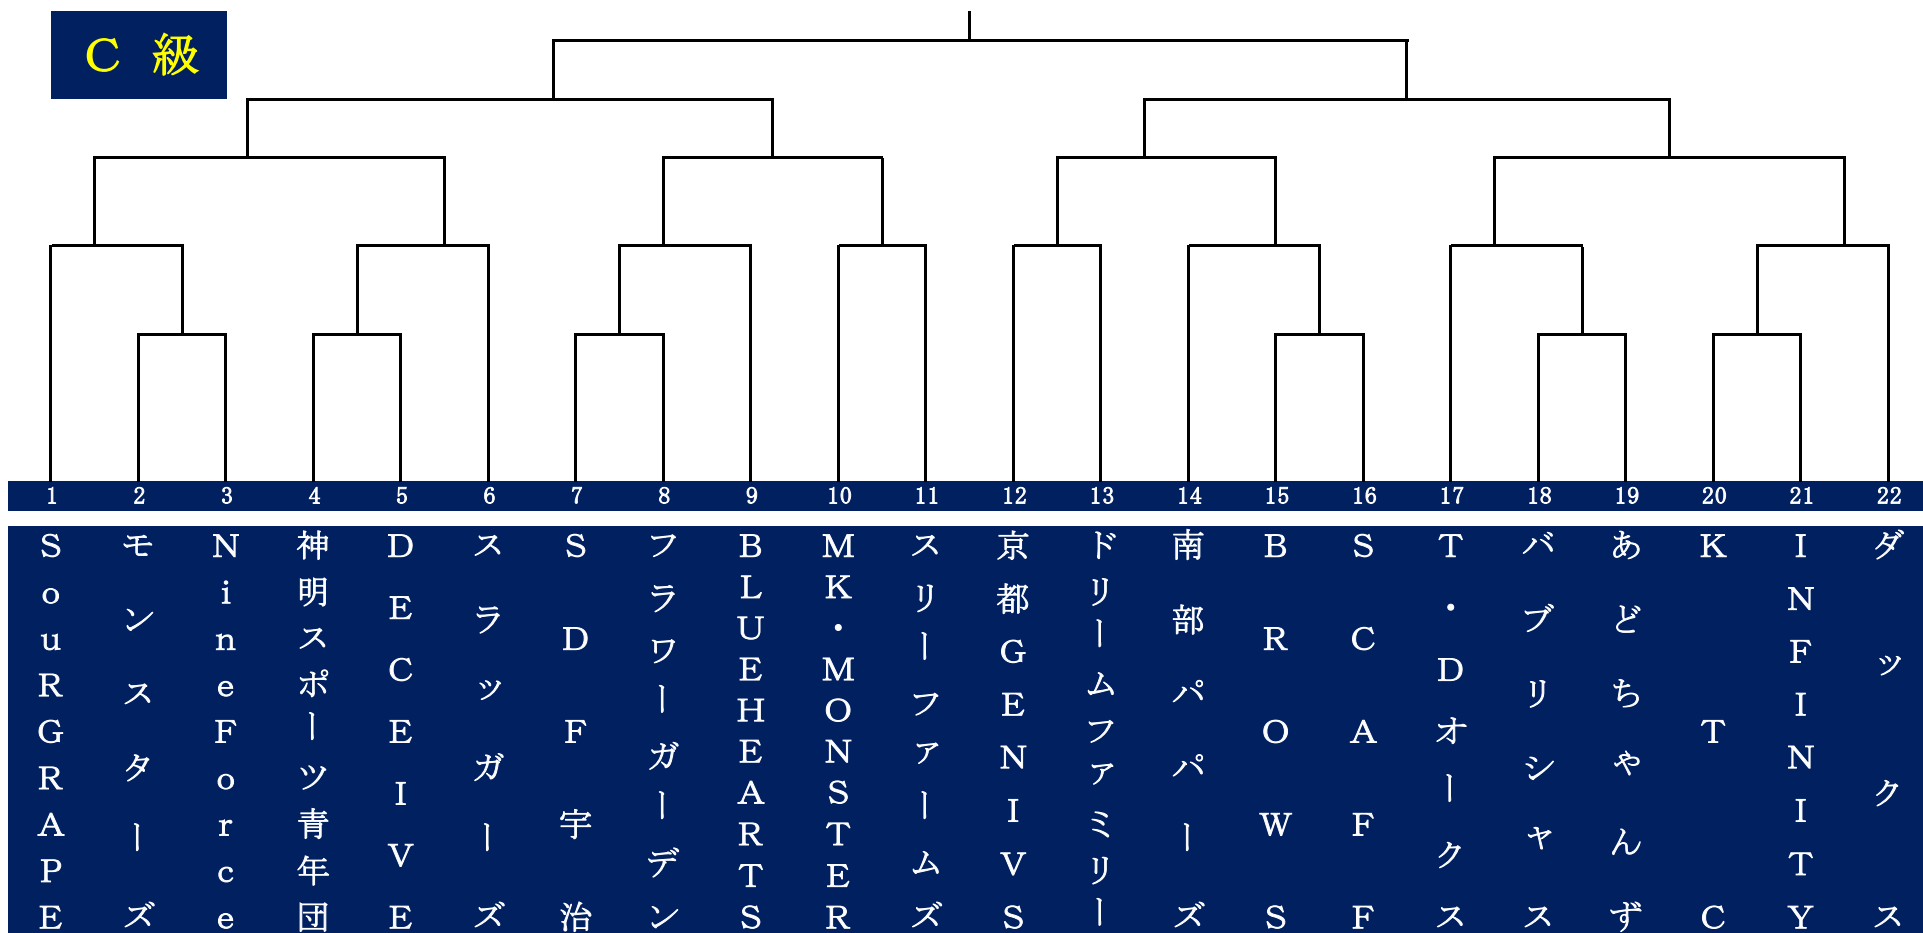 C 級
1 2 3 4 5 6 7 8 9 10 11 12 13 14 15 16 17 18 19 20 21 22
SouRGRAPE
モンスターズ
NineForce
神明スポーツ青年団
DECEIVE
スラッガーズ
SDF宇治
フラワーガーデン
BLUEHEARTS
MK・MONSTER
スリーファームズ
京都GENIVS
ドリームファミリー
南部パパーズ
BROWS
SCAFF
T・Dオークス
バブリシャス
あどちゃんず
KTC
INFINITY
ダックス